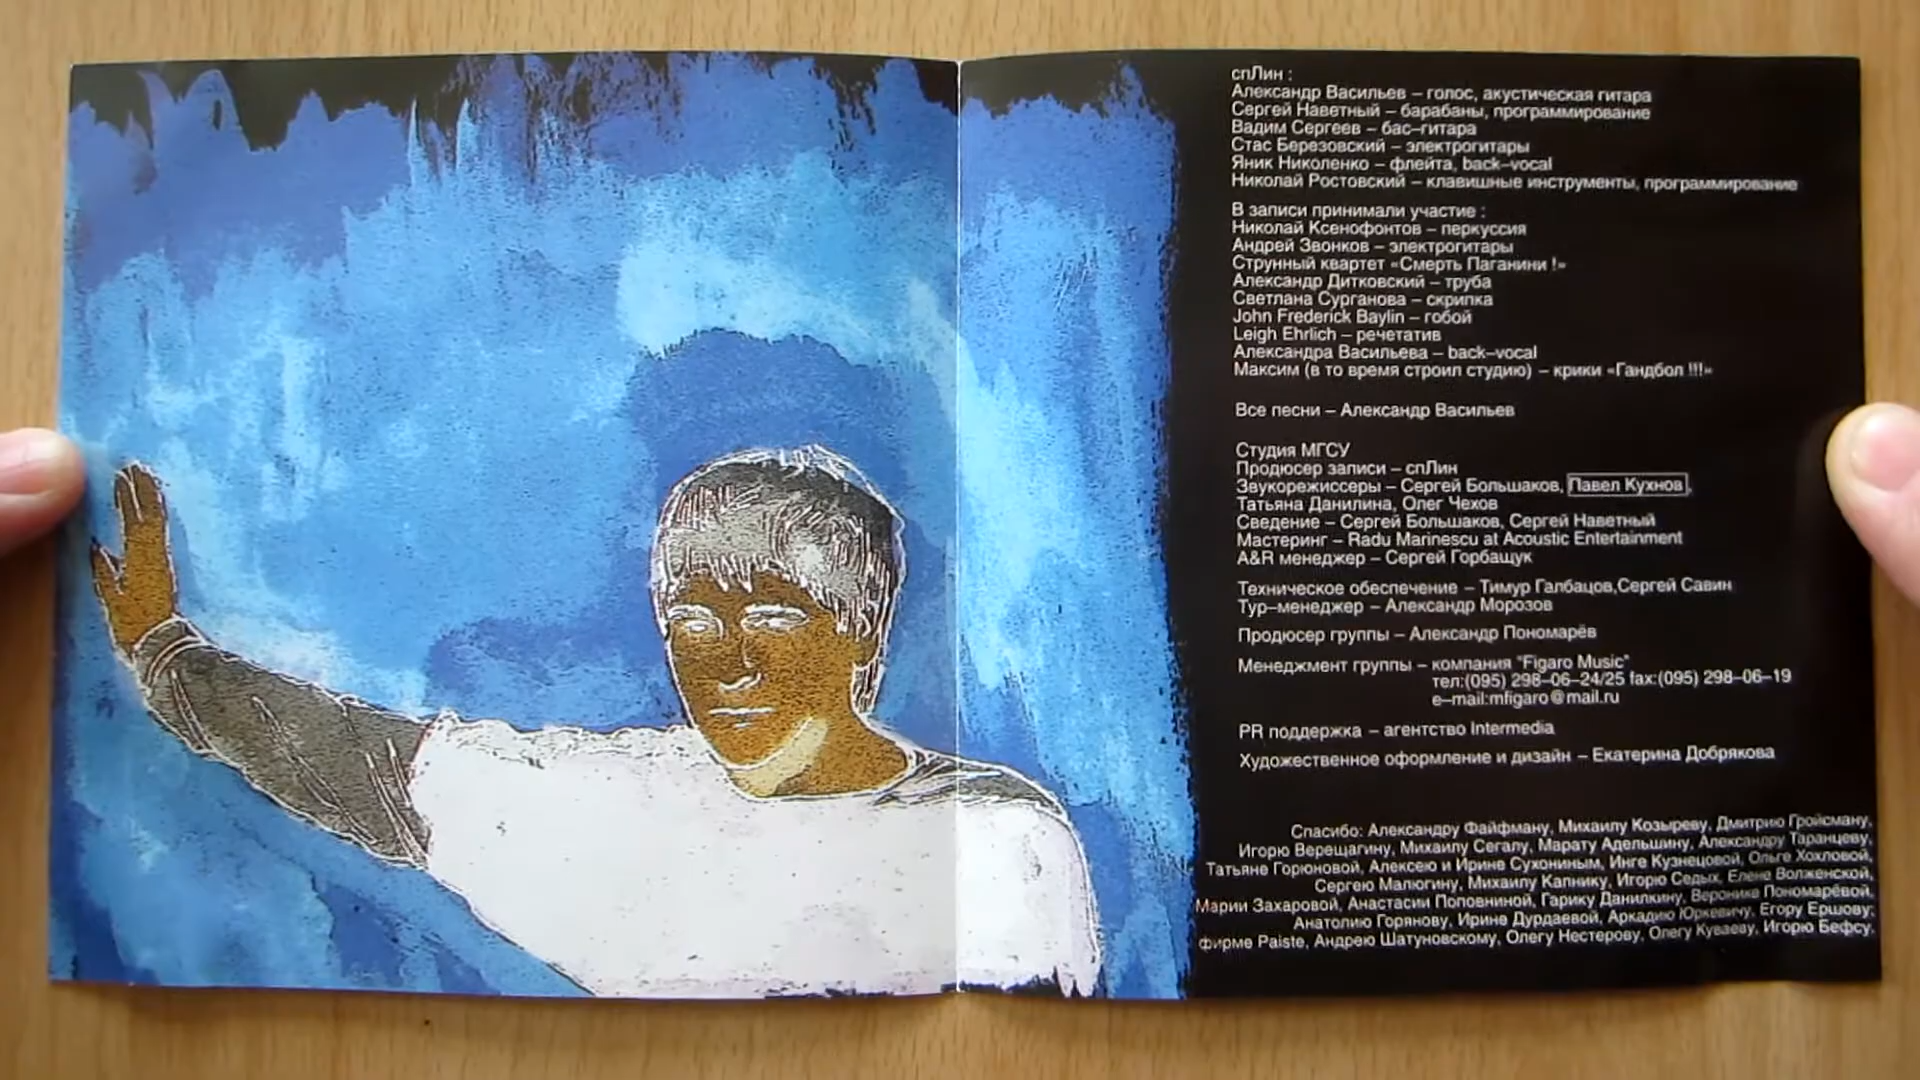 спЛин :
Александр Васильев – голос, акустическая гитара
Сергей Наветный – барабаны, программирование
Вадим Сергеев – бас–гитара
Стас Березовский – электрогитары
Яник Николенко – флейта, back–vocal
Николай Ростовский – клавишные инструменты, программирование
В записи принимали участие :
Николай Ксенофонтов – перкуссия
Андрей Звонков – электрогитары
Струнный квартет «Смерть Паганини !»
Александр Дитковский – труба
Светлана Сурганова – скрипка
John Frederick Baylin – гобой
Leigh Ehrlich – речетатив
Александра Васильева – back–vocal
Максим (в то время строил студию) – крики «Гандбол !!!»
Все песни – Александр Васильев
Студия МГСУ
Продюсер записи – спЛин
Звукорежиссеры – Сергей Большаков, Павел Кухнов,
Татьяна Данилина, Олег Чехов
Сведение – Сергей Большаков, Сергей Наветный
Мастеринг – Radu Marinescu at Acoustic Entertainment
A&R менеджер – Сергей Горбащук
Техническое обеспечение – Тимур Галбацов,Сергей Савин
Тур–менеджер – Александр Морозов
Продюсер группы – Александр Пономарёв
Менеджмент группы – компания "Figaro Music"
тел:(095) 298–06–24/25 fax:(095) 298–06–19
e–mail:mfigaro@mail.ru
PR поддержка – агентство Intermedia
Художественное оформление и дизайн – Екатерина Добрякова
Спасибо: Александру Файфману, Михаилу Козыреву, Дмитрию Гройсману,
Игорю Верещагину, Михаилу Сегалу, Марату Адельшину, Александру Таранцеву,
Татьяне Горюновой, Алексею и Ирине Сухониным, Инге Кузнецовой, Ольге Хохловой,
Сергею Малюгину, Михаилу Капнику, Игорю Седых, Елене Волженской,
Марии Захаровой, Анастасии Поповниной, Гарику Данилкину, Веронике Пономарёвой,
Анатолию Горянову, Ирине Дурдаевой, Аркадию Юркевичу, Егору Ершову;
фирме Paiste, Андрею Шатуновскому, Олегу Нестерову, Олегу Куваеву, Игорю Бефсу.